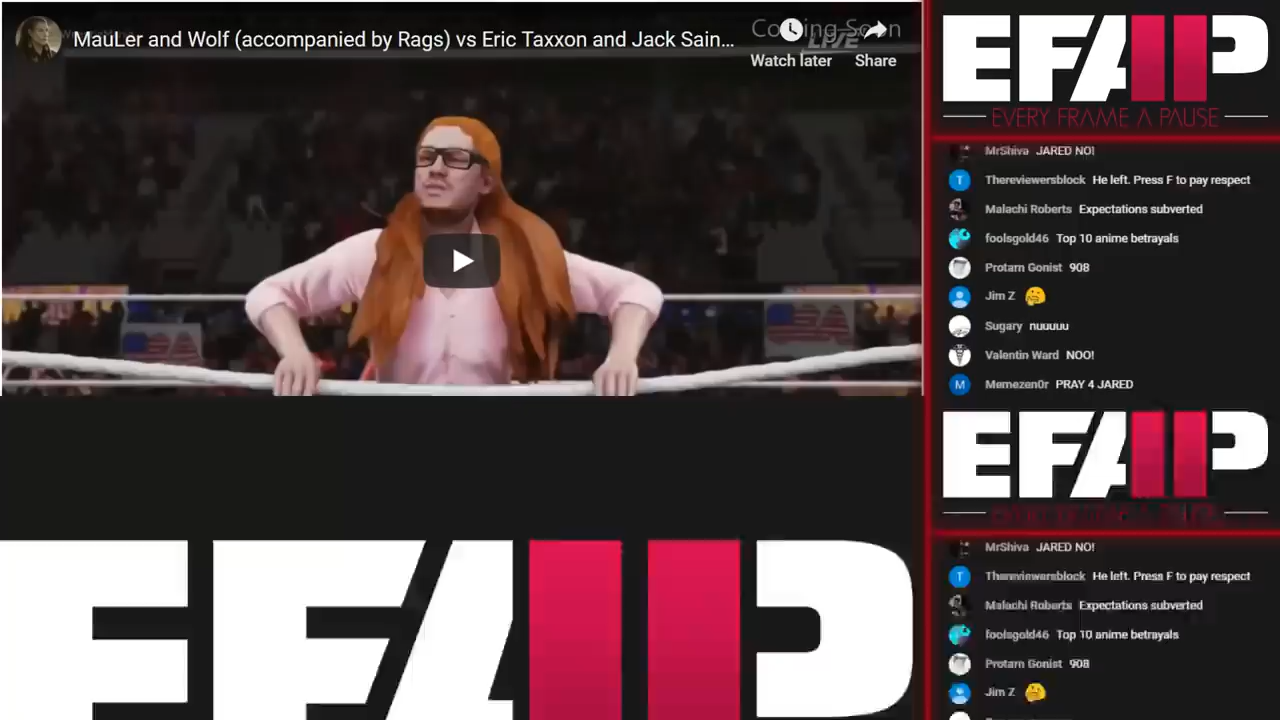 MauLer and Wolf (accompanied by Rags) vs Eric Taxxon and Jack Sain...
Coming Soon
LIVE
Watch later
Share
EFAP
EVERY FRAME A PAUSE
MrShiva JARED NO!
Thereviewersblock He left. Press F to pay respect
Malachi Roberts Expectations subverted
foolsgold46 Top 10 anime betrayals
Protam Gonist 908
Jim Z 🤔
Sugary nuuuuu
Valentin Ward NOO!
Memezen0r PRAY 4 JARED
EFAP
MrShiva JARED NO!
Thereviewersblock He left. Press F to pay respect
Malachi Roberts Expectations subverted
foolsgold46 Top 10 anime betrayals
Protam Gonist 908
Jim Z 🤔
EFAP